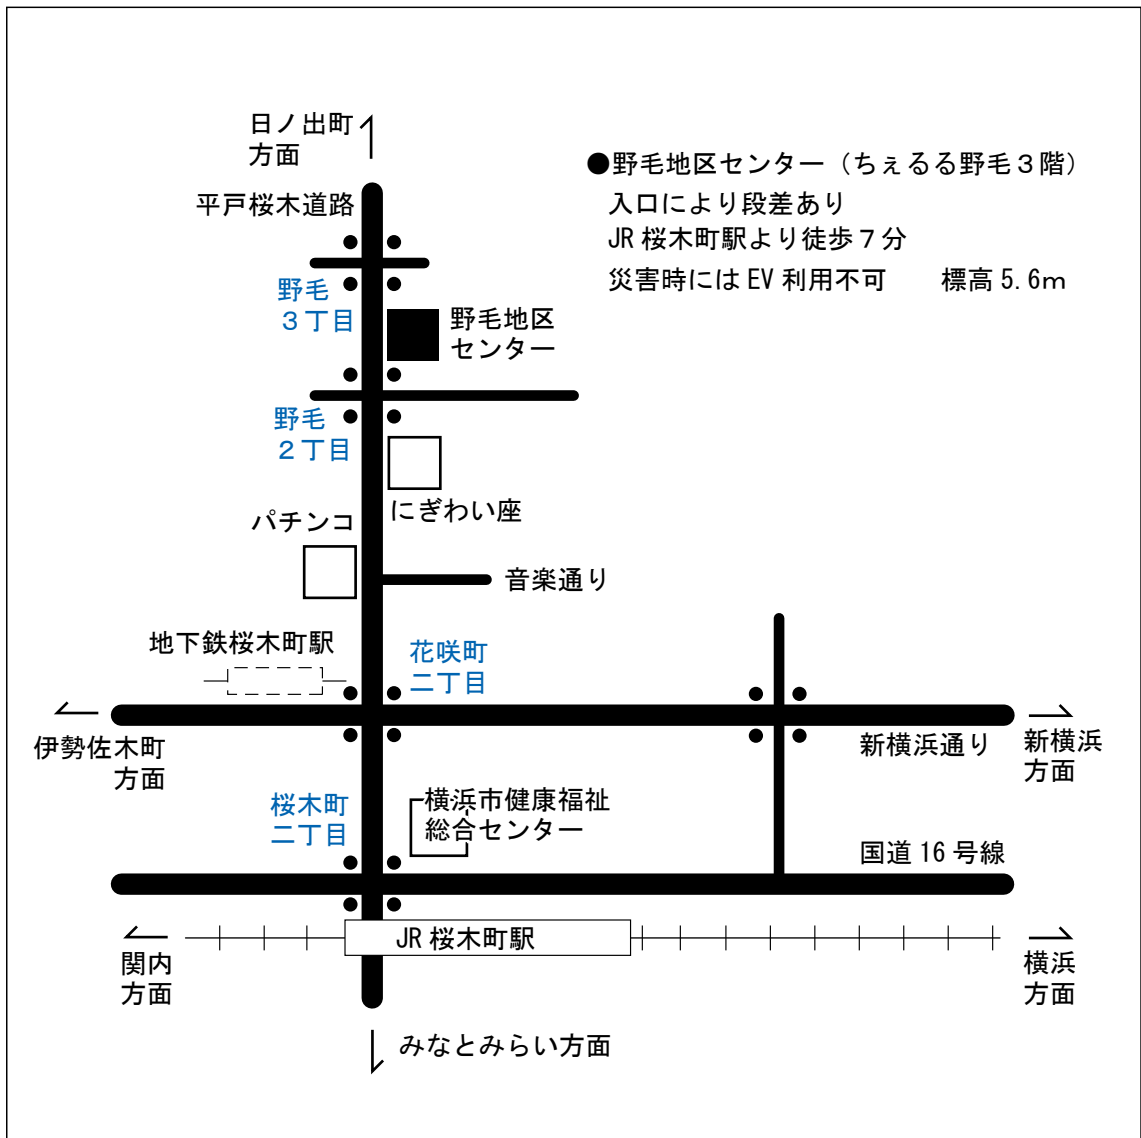 日ノ出町
方面
●野毛地区センター（ちぇるる野毛３階）
入口により段差あり
JR 桜木町駅より徒歩７分
災害時には EV 利用不可　標高 5.6m
平戸桜木道路
野毛
３丁目
野毛地区
センター
野毛
２丁目
にぎわい座
パチンコ
音楽通り
地下鉄桜木町駅
花咲町
二丁目
伊勢佐木町
方面
新横浜通り
新横浜
方面
桜木町
二丁目
横浜市健康福祉
総合センター
国道 16 号線
JR 桜木町駅
関内
方面
横浜
方面
みなとみらい方面